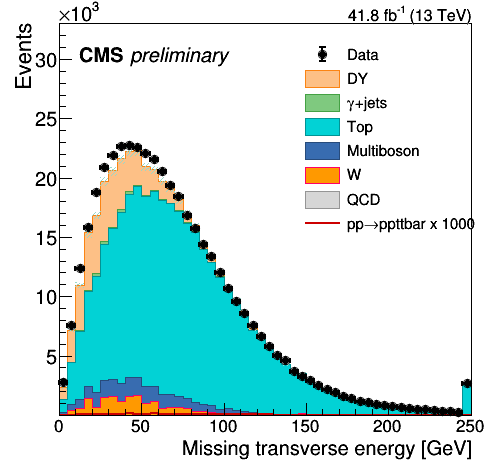 ×10³
41.8 fb⁻¹ (13 TeV)
Events
CMS preliminary
Data
DY
γ+jets
Top
Multiboson
W
QCD
pp→ppttbar x 1000
30
25
20
15
10
5
0 50 100 150 200 250
Missing transverse energy [GeV]